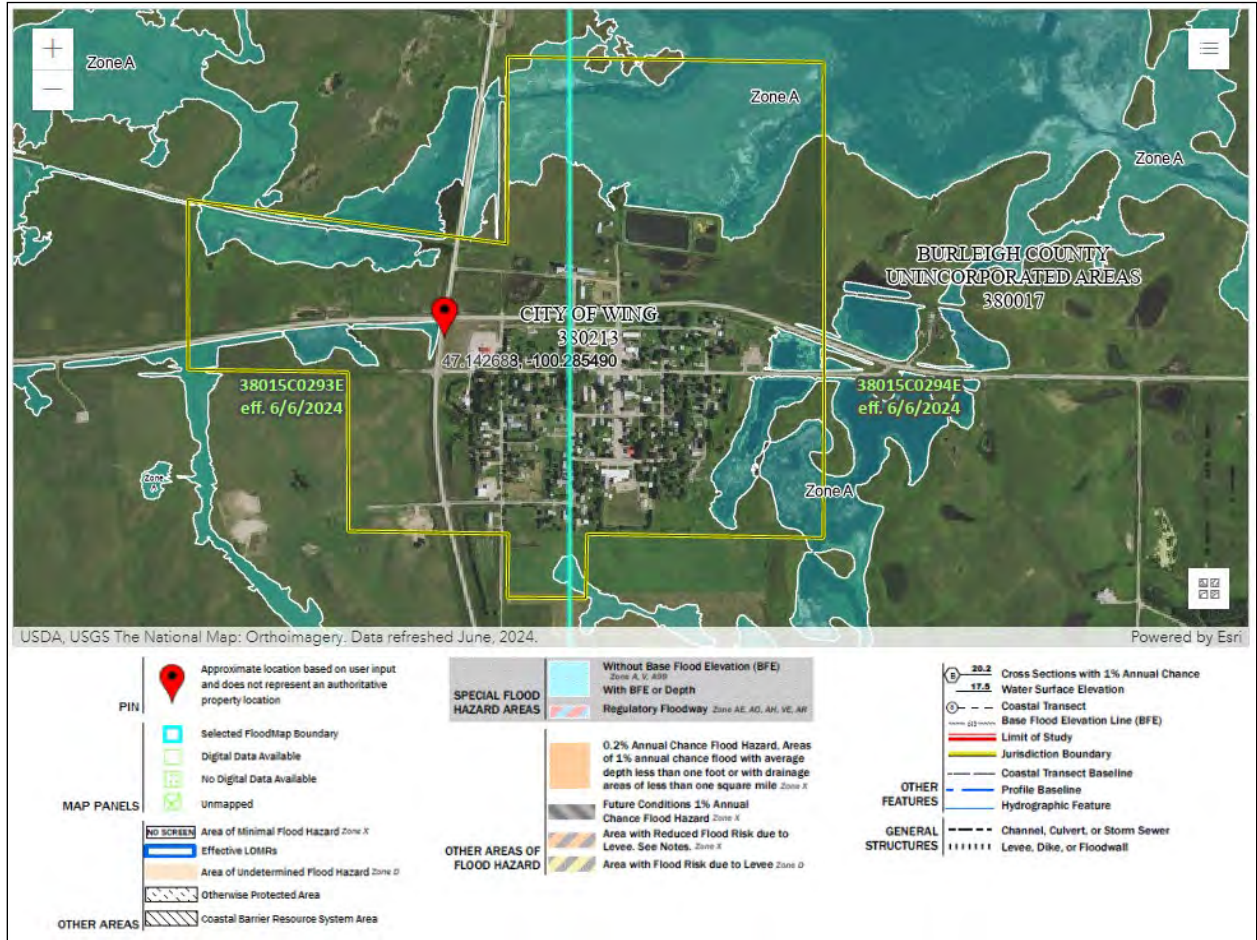 +
−
Zone A
Zone A
Zone A
BURLEIGH COUNTY
UNINCORPORATED AREAS
380017
CITY OF WING
380213
47.142688, -100.285490
38015C0293E
eff. 6/6/2024
38015C0294E
eff. 6/6/2024
Zone
A
Zone A
USDA, USGS The National Map: Orthoimagery. Data refreshed June, 2024.
Powered by Esri
PIN
Approximate location based on user input
and does not represent an authoritative
property location
MAP PANELS
Selected FloodMap Boundary
Digital Data Available
No Digital Data Available
Unmapped
OTHER AREAS
NO SCREEN Area of Minimal Flood Hazard Zone X
Effective LOMRs
Area of Undetermined Flood Hazard Zone D
Otherwise Protected Area
Coastal Barrier Resource System Area
SPECIAL FLOOD
HAZARD AREAS
Without Base Flood Elevation (BFE)
Zone A, V, A99
With BFE or Depth
Regulatory Floodway Zone AE, AO, AH, VE, AR
OTHER AREAS OF
FLOOD HAZARD
0.2% Annual Chance Flood Hazard, Areas
of 1% annual chance flood with average
depth less than one foot or with drainage
areas of less than one square mile Zone X
Future Conditions 1% Annual
Chance Flood Hazard Zone X
Area with Reduced Flood Risk due to
Levee. See Notes. Zone X
Area with Flood Risk due to Levee Zone D
OTHER
FEATURES
B 20.2 Cross Sections with 1% Annual Chance
17.5 Water Surface Elevation
8 Coastal Transect
513 Base Flood Elevation Line (BFE)
Limit of Study
Jurisdiction Boundary
Coastal Transect Baseline
Profile Baseline
Hydrographic Feature
GENERAL
STRUCTURES
Channel, Culvert, or Storm Sewer
Levee, Dike, or Floodwall